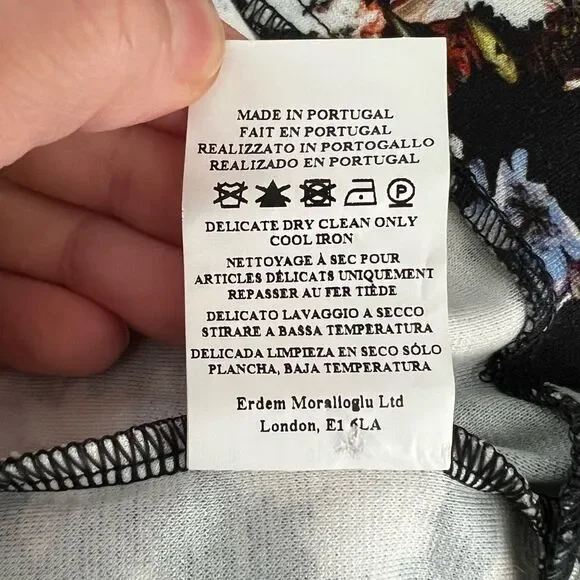 MADE IN PORTUGAL
FAIT EN PORTUGAL
REALIZZATO IN PORTOGALLO
REALIZADO EN PORTUGAL
P
DELICATE DRY CLEAN ONLY
COOL IRON
NETTOYAGE À SEC POUR
ARTICLES DÉLICATS UNIQUEMENT
REPASSER AU FER TIÈDE
DELICATO LAVAGGIO A SECCO
STIRARE A BASSA TEMPERATURA
DELICADA LIMPIEZA EN SECO SÓLO
PLANCHA, BAJA TEMPERATURA
Erdem Moralioglu Ltd
London, E1 6LA